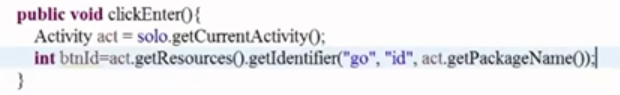 public void clickEnter(){
Activity act = solo.getCurrentActivity();
int btnId=act.getResources().getIdentifier("go", "id", act.getPackageName());
}